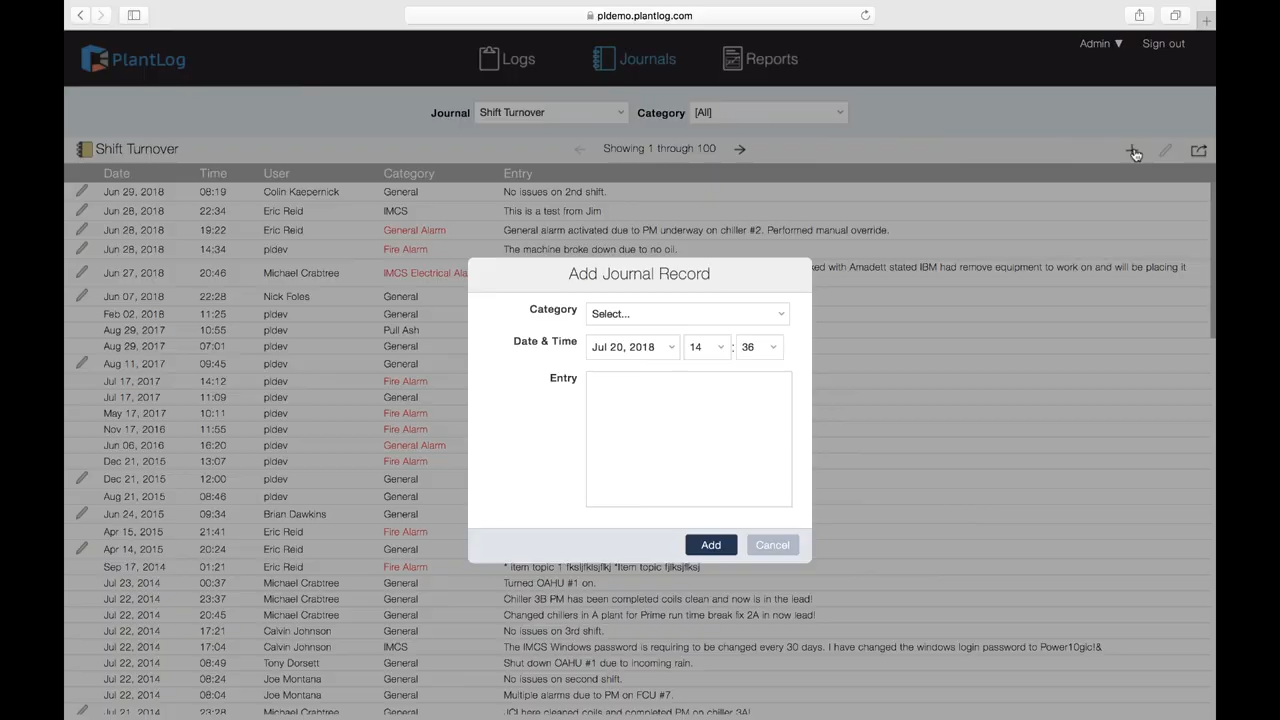 pldemo.plantlog.com
Admin ▼ Sign out
PlantLog Logs Journals Reports
Journal Shift Turnover Category [All]
Shift Turnover Showing 1 through 100
Date Time User Category Entry
Jun 29, 2018 08:19 Colin Kaepernick General No issues on 2nd shift.
Jun 28, 2018 22:34 Eric Reid IMCS This is a test from Jim
Jun 28, 2018 19:22 Eric Reid General Alarm General alarm activated due to PM underway on chiller #2. Performed manual override.
Jun 28, 2018 14:34 pldev Fire Alarm The machine broke down due to no oil.
Jun 27, 2018 20:46 Michael Crabtree IMCS Electrical Ala with Amadett stated IBM had remove equipment to work on and will be placing it
Jun 07, 2018 22:28 Nick Foles General
Feb 02, 2018 11:25 pldev General
Aug 29, 2017 10:55 pldev Pull Ash
Aug 29, 2017 07:01 pldev General
Aug 11, 2017 09:45 pldev General
Jul 17, 2017 14:12 pldev Fire Alarm
Jul 17, 2017 11:09 pldev General
May 17, 2017 10:11 pldev Fire Alarm
Nov 17, 2016 11:55 pldev Fire Alarm
Jun 06, 2016 16:20 pldev General Alarm
Dec 21, 2015 13:07 pldev Fire Alarm
Dec 21, 2015 12:00 pldev General
Aug 21, 2015 08:46 pldev General
Jun 24, 2015 09:34 Brian Dawkins General
Apr 15, 2015 21:41 Eric Reid Fire Alarm
Apr 14, 2015 20:24 Eric Reid General
Sep 17, 2014 01:21 Eric Reid Fire Alarm * item topic 1 fksljfklsjflkj *Item topic fjlksjfksj
Jul 23, 2014 00:37 Michael Crabtree General Turned OAHU #1 on.
Jul 22, 2014 23:37 Michael Crabtree General Chiller 3B PM has been completed coils clean and now is in the lead!
Jul 22, 2014 20:45 Michael Crabtree General Changed chillers in A plant for Prime run time break fix 2A in now lead!
Jul 22, 2014 17:21 Calvin Johnson General No issues on 3rd shift.
Jul 22, 2014 17:04 Calvin Johnson IMCS The IMCS Windows password is requiring to be changed every 30 days. I have changed the windows login password to Power10gic!&
Jul 22, 2014 08:49 Tony Dorsett General Shut down OAHU #1 due to incoming rain.
Jul 22, 2014 08:24 Joe Montana General No issues on second shift.
Jul 22, 2014 08:04 Joe Montana General Multiple alarms due to PM on FCU #7.
Jul 21, 2014 23:28 Michael Crabtree General JCI here cleaned coils and completed PM on chiller 3A!
Add Journal Record
Category Select...
Date & Time Jul 20, 2018 14 : 36
Entry
Add Cancel